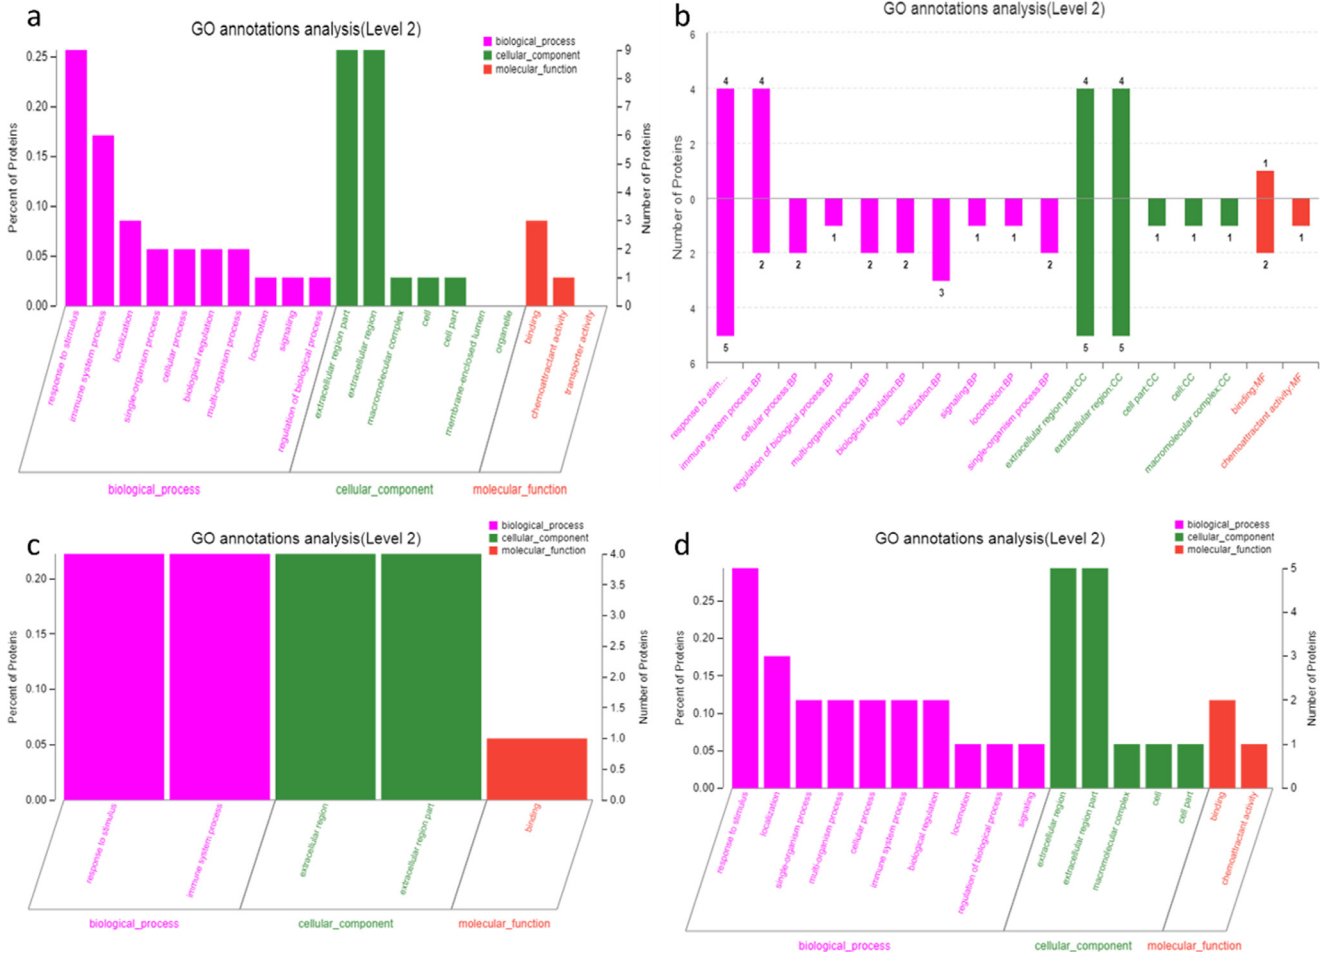 a
GO annotations analysis(Level 2)
biological_process
cellular_component
molecular_function
Percent of Proteins
0.25
0.20
0.15
0.10
0.05
0.00
Number of Proteins
9
8
7
6
5
4
3
2
1
0
response to stimulus
immune system process
localization
single-organism process
cellular process
biological regulation
multi-organism process
locomotion
signaling
regulation of biological process
extracellular region part
extracellular region
macromolecular complex
cell
cell part
membrane-enclosed lumen
organelle
binding
chemoattractant activity
transporter activity
biological_process
cellular_component
molecular_function
b
GO annotations analysis(Level 2)
Number of Proteins
6
4
2
0
2
4
6
4
4
4
4
1
5
2
2
1
2
2
3
1
1
2
5
5
1
1
1
2
1
response to stim...
immune system process:BP
cellular process:BP
regulation of biological process:BP
multi-organism process:BP
biological regulation:BP
localization:BP
signaling:BP
locomotion:BP
single-organism process:BP
extracellular region part:CC
extracellular region:CC
cell part:CC
cell:CC
macromolecular complex:CC
binding:MF
chemoattractant activity:MF
c
GO annotations analysis(Level 2)
biological_process
cellular_component
molecular_function
Percent of Proteins
0.20
0.15
0.10
0.05
0.00
Number of Proteins
4.0
3.5
3.0
2.5
2.0
1.5
1.0
0.5
0.0
response to stimulus
immune system process
extracellular region
extracellular region part
binding
biological_process
cellular_component
molecular_function
d
GO annotations analysis(Level 2)
biological_process
cellular_component
molecular_function
Percent of Proteins
0.25
0.20
0.15
0.10
0.05
0.00
Number of Proteins
5
4
3
2
1
0
response to stimulus
localization
single-organism process
multi-organism process
cellular process
immune system process
biological regulation
locomotion
regulation of biological process
signaling
extracellular region
extracellular region part
macromolecular complex
cell
cell part
binding
chemoattractant activity
biological_process
cellular_component
molecular_function